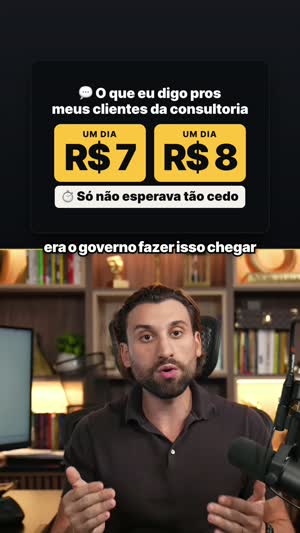 💬 O que eu digo pros
meus clientes da consultoria
UM DIA
R$ 7
UM DIA
R$ 8
⏱ Só não esperava tão cedo
era o governo fazer isso chegar